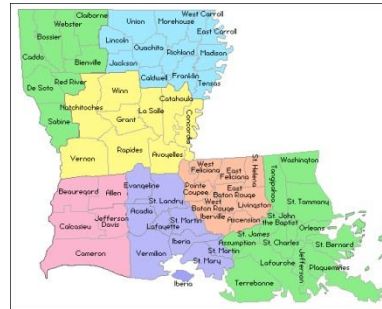 Claiborne
Webster
Bossier
Caddo
Bienville
Red River
De Soto
Sabine
Union
Morehouse
West Carroll
East Carroll
Lincoln
Ouachita
Richland
Madison
Jackson
Caldwell
Franklin
Tensas
Natchitoches
Winn
Grant
La Salle
Catahoula
Concordia
Vernon
Rapides
Avoyelles
Beauregard
Allen
Calcasieu
Jefferson
Davis
Cameron
Evangeline
St. Landry
Acadia
Lafayette
St. Martin
Iberia
St. Martin
Vermilion
St. Mary
Iberia
West
Feliciana
East
Feliciana
St. Helena
Pointe
Coupee
East
Baton Rouge
West
Baton Rouge
Livingston
Iberville
Ascension
Washington
Tangipahoa
St. Tammany
St. John
the Baptist
Orleans
St. James
Assumption
St. Charles
St. Bernard
Jefferson
Plaquemines
Lafourche
Terrebonne